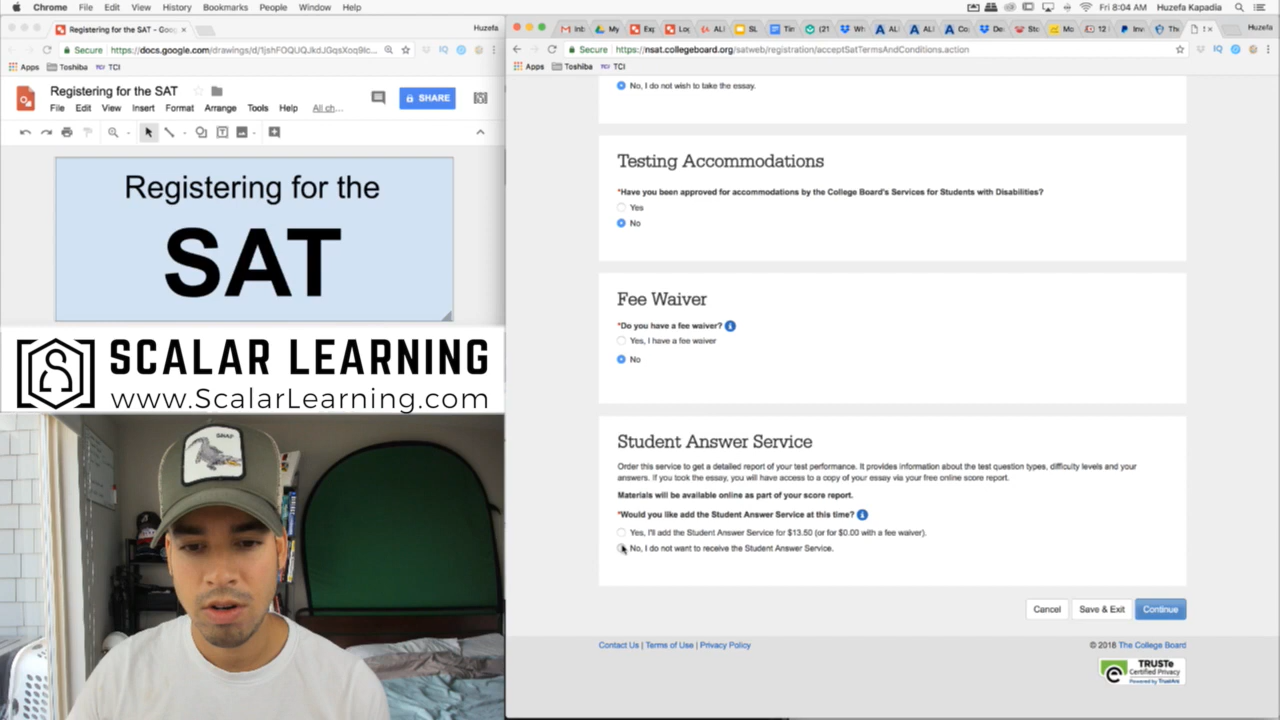 Chrome File Edit View History Bookmarks People Window Help
Fri 8:04 AM Huzefa Kapadia
Registering for the SAT - Goo
Huzefa
Secure https://docs.google.com/drawings/d/1jshFOQUQJkdJGqsXoq9ic...
Apps Toshiba TCI
Registering for the SAT
File Edit View Insert Format Arrange Tools Help All ch...
SHARE
Registering for the
SAT
SCALAR LEARNING
www.ScalarLearning.com
Huzefa
Secure https://nsat.collegeboard.org/satweb/registration/acceptSatTermsAndConditions.action
Apps Toshiba TCI
No, I do not wish to take the essay.
Testing Accommodations
*Have you been approved for accommodations by the College Board's Services for Students with Disabilities?
Yes
No
Fee Waiver
*Do you have a fee waiver?
Yes, I have a fee waiver
No
Student Answer Service
Order this service to get a detailed report of your test performance. It provides information about the test question types, difficulty levels and your
answers. If you took the essay, you will have access to a copy of your essay via your free online score report.
Materials will be available online as part of your score report.
*Would you like add the Student Answer Service at this time?
Yes, I'll add the Student Answer Service for $13.50 (or for $0.00 with a fee waiver).
No, I do not want to receive the Student Answer Service.
Cancel Save & Exit Continue
Contact Us | Terms of Use | Privacy Policy
© 2018 The College Board
TRUSTe
Certified Privacy
Powered by TrustArc